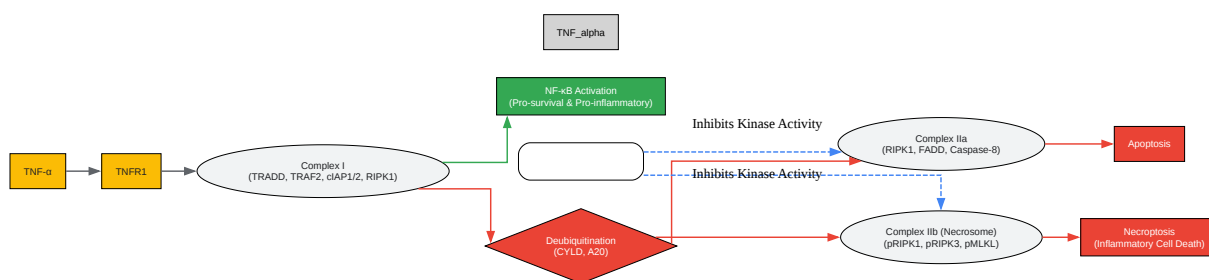 TNF_alpha
NF-κB Activation
(Pro-survival & Pro-inflammatory)
Inhibits Kinase Activity
Complex IIa
(RIPK1, FADD, Caspase-8)
Apoptosis
TNF-α
TNFR1
Complex I
(TRADD, TRAF2, cIAP1/2, RIPK1)
Inhibits Kinase Activity
Deubiquitination
(CYLD, A20)
Complex IIb (Necrosome)
(pRIPK1, pRIPK3, pMLKL)
Necroptosis
(Inflammatory Cell Death)